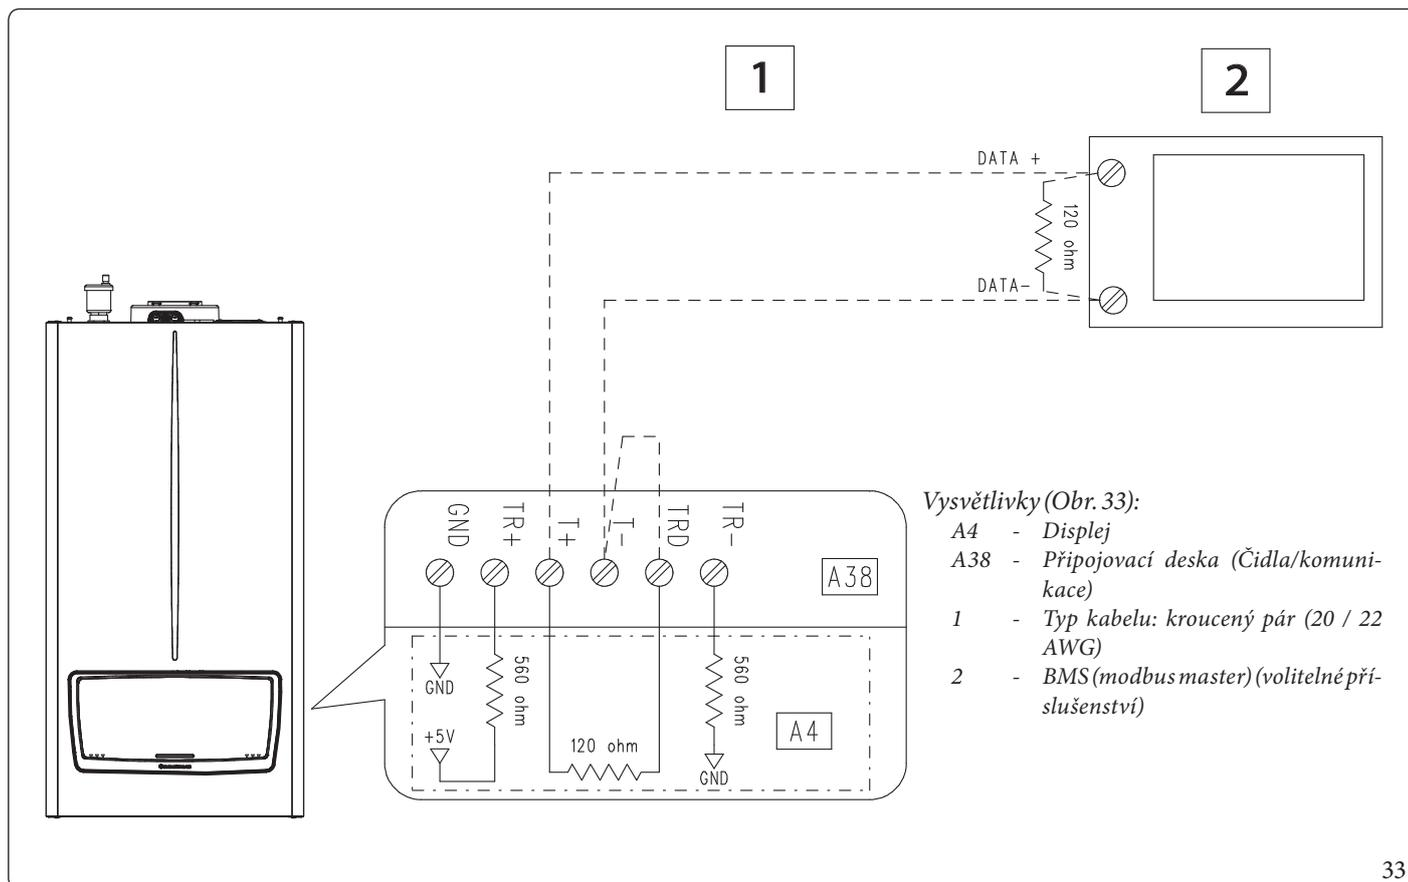 1
2
DATA +
120 ohm
DATA-
GND
TR+
T+
T-
TRD
TR-
A38
GND
+5V
560 ohm
120 ohm
560 ohm
GND
A4
Vysvětlivky (Obr. 33):
A4 - Displej
A38 - Připojovací deska (Čidla/komuni-
kace)
1 - Typ kabelu: kroucený pár (20 / 22
AWG)
2 - BMS (modbus master) (volitelné pří-
slušenství)
33